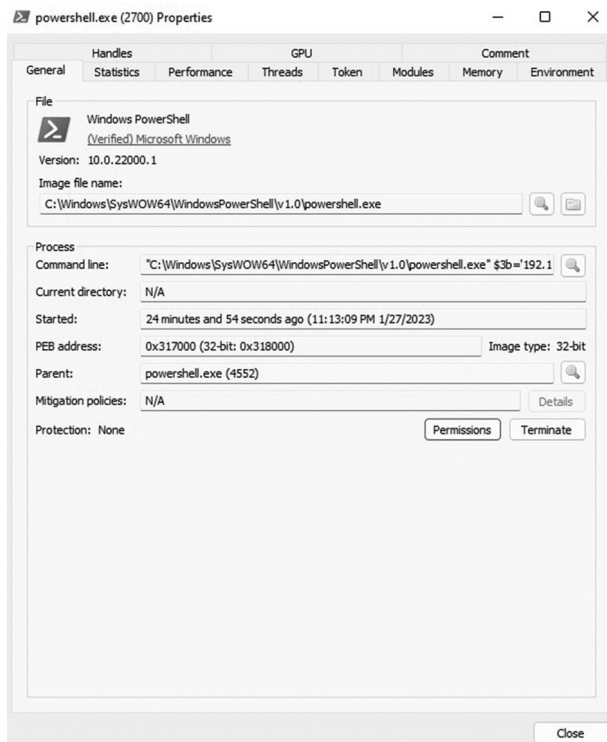 powershell.exe (2700) Properties
Handles GPU Comment
General Statistics Performance Threads Token Modules Memory Environment
File
Windows PowerShell
(Verified) Microsoft Windows
Version: 10.0.22000.1
Image file name:
C:\Windows\SysWOW64\WindowsPowerShell\v1.0\powershell.exe
Process
Command line: "C:\Windows\SysWOW64\WindowsPowerShell\v1.0\powershell.exe" $3b='192.1
Current directory: N/A
Started: 24 minutes and 54 seconds ago (11:13:09 PM 1/27/2023)
PEB address: 0x317000 (32-bit: 0x318000) Image type: 32-bit
Parent: powershell.exe (4552)
Mitigation policies: N/A Details
Protection: None Permissions Terminate
Close